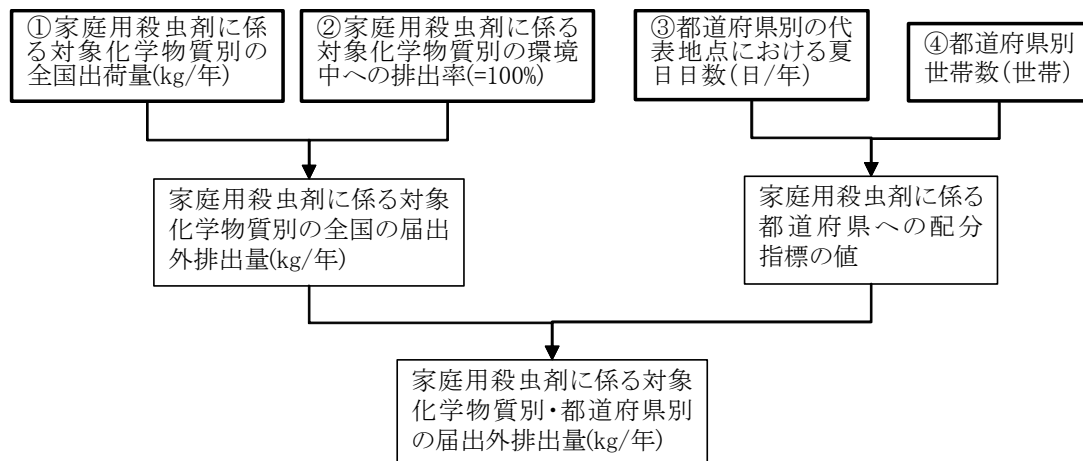 ①家庭用殺虫剤に係
る対象化学物質別の
全国出荷量(kg/年)
②家庭用殺虫剤に係る
対象化学物質別の環境
中への排出率(=100%)
③都道府県別の代
表地点における夏
日日数(日/年)
④都道府県別
世帯数(世帯)
家庭用殺虫剤に係る対象
化学物質別の全国の届出
外排出量(kg/年)
家庭用殺虫剤に係る
都道府県への配分
指標の値
家庭用殺虫剤に係る対象
化学物質別・都道府県別
の届出外排出量(kg/年)